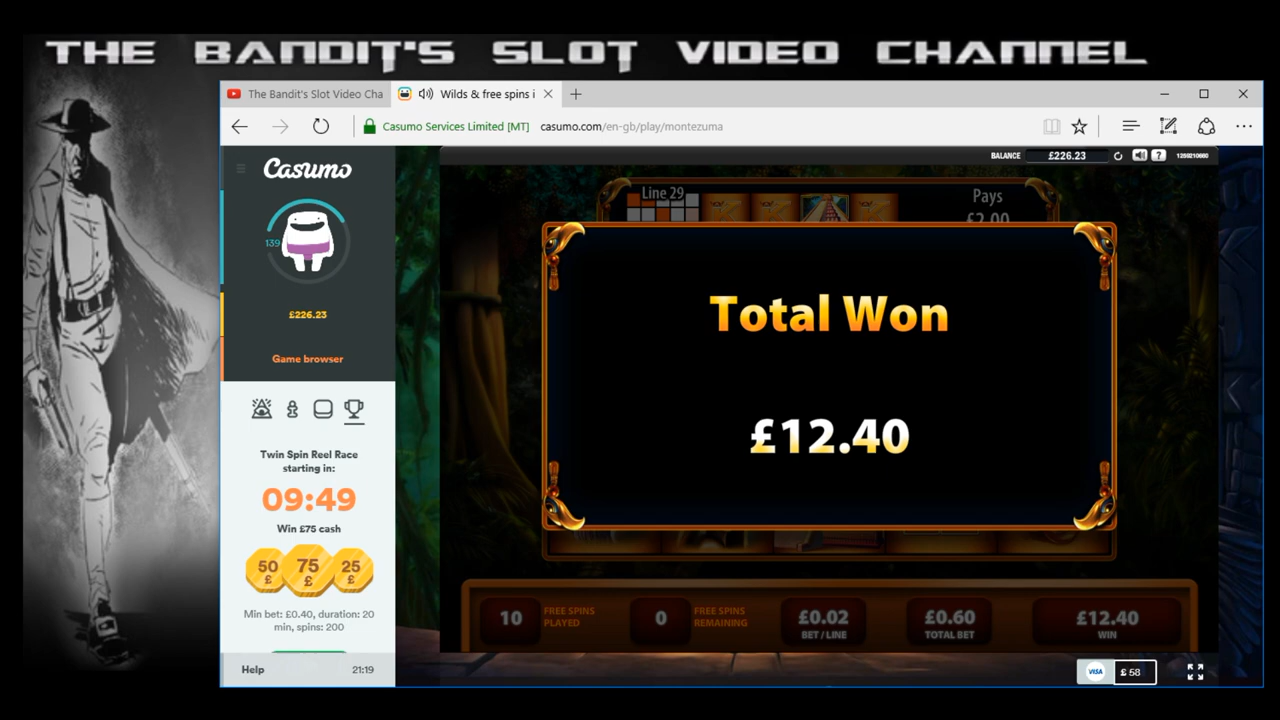 THE BANDIT'S SLOT VIDEO CHANNEL
The Bandit's Slot Video Cha
Wilds & free spins i
Casumo Services Limited [MT] casumo.com/en-gb/play/montezuma
BALANCE £226.23 1259210660
Casumo
139
£226.23
Game browser
Twin Spin Reel Race
starting in:
09:49
Win £75 cash
50 £ 75 £ 25 £
Min bet: £0.40, duration: 20
min, spins: 200
Help 21:19
Line 29
Pays
£2.00
Total Won
£12.40
10 FREE SPINS PLAYED
0 FREE SPINS REMAINING
£0.02 BET / LINE
£0.60 TOTAL BET
£12.40 WIN
VISA £ 58